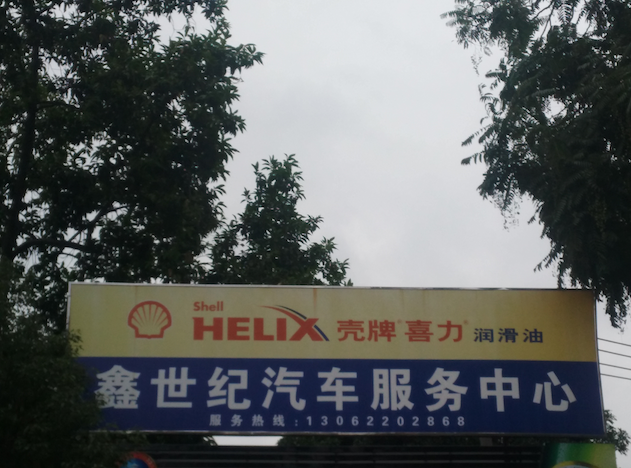 Shell
HELIX 壳牌®喜力® 润滑油
鑫世纪汽车服务中心
服务热线:13062202868